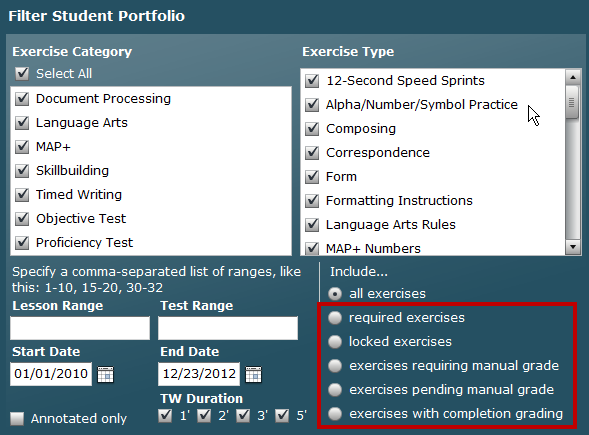 Filter Student Portfolio
Exercise Category
Select All
Document Processing
Language Arts
MAP+
Skillbuilding
Timed Writing
Objective Test
Proficiency Test
Exercise Type
12-Second Speed Sprints
Alpha/Number/Symbol Practice
Composing
Correspondence
Form
Formatting Instructions
Language Arts Rules
MAP+ Numbers
Specify a comma-separated list of ranges, like
this: 1-10, 15-20, 30-32
Lesson Range Test Range
Start Date End Date
01/01/2010 12/23/2012
TW Duration
Annotated only 1' 2' 3' 5'
Include...
all exercises
required exercises
locked exercises
exercises requiring manual grade
exercises pending manual grade
exercises with completion grading